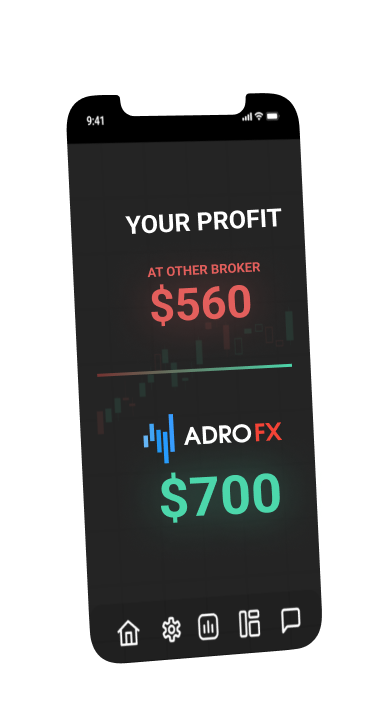 9:41
YOUR PROFIT
AT OTHER BROKER
$560
ADROFX
$700